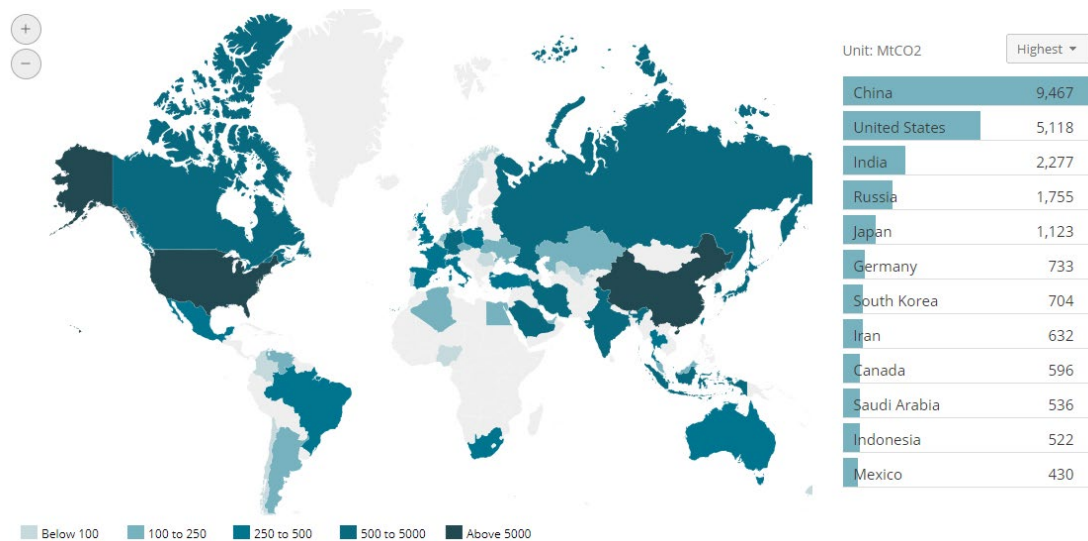 +
−
Unit: MtCO2
Highest
China 9,467
United States 5,118
India 2,277
Russia 1,755
Japan 1,123
Germany 733
South Korea 704
Iran 632
Canada 596
Saudi Arabia 536
Indonesia 522
Mexico 430
Below 100 100 to 250 250 to 500 500 to 5000 Above 5000